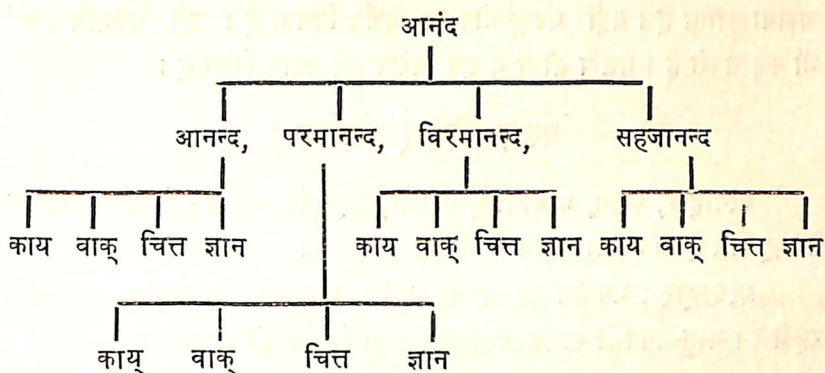 आनंद
आनन्द, परमानन्द, विरमानन्द, सहजानन्द
काय वाक् चित्त ज्ञान काय वाक् चित्त ज्ञान काय वाक् चित्त ज्ञान
काय् वाक् चित्त ज्ञान